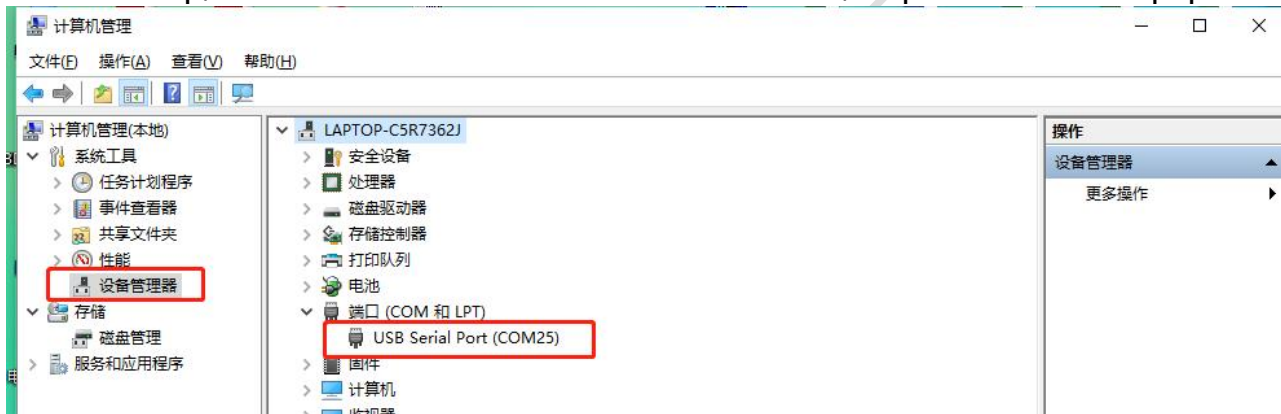 计算机管理
文件(F) 操作(A) 查看(V) 帮助(H)
计算机管理(本地)
系统工具
任务计划程序
事件查看器
共享文件夹
性能
设备管理器
存储
磁盘管理
服务和应用程序
LAPTOP-C5R7362J
安全设备
处理器
磁盘驱动器
存储控制器
打印队列
电池
端口 (COM 和 LPT)
USB Serial Port (COM25)
固件
计算机
操作
设备管理器
更多操作